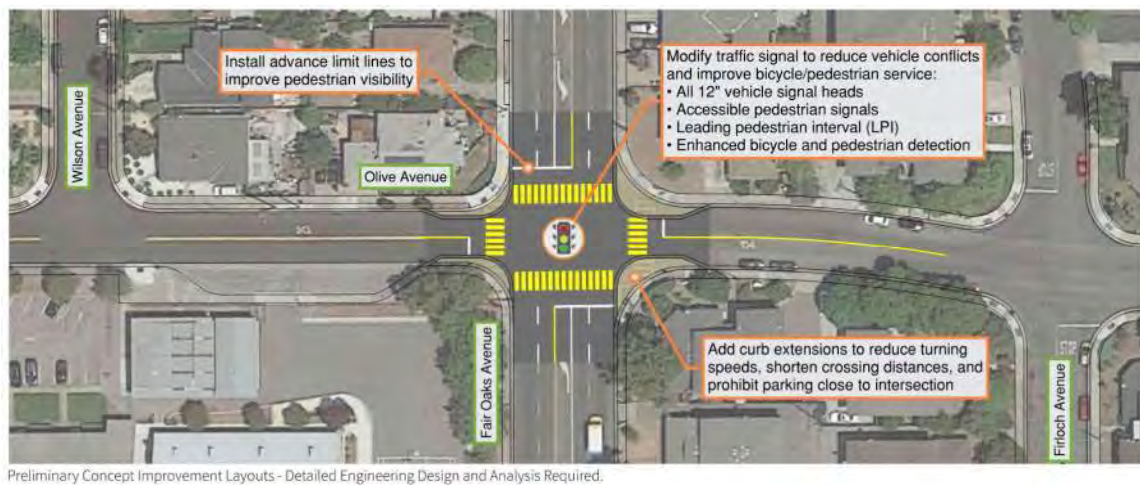 Install advance limit lines to
improve pedestrian visibility
Modify traffic signal to reduce vehicle conflicts
and improve bicycle/pedestrian service:
• All 12" vehicle signal heads
• Accessible pedestrian signals
• Leading pedestrian interval (LPI)
• Enhanced bicycle and pedestrian detection
Wilson Avenue
Olive Avenue
Add curb extensions to reduce turning
speeds, shorten crossing distances, and
prohibit parking close to intersection
Fair Oaks Avenue
Firloch Avenue
Preliminary Concept Improvement Layouts - Detailed Engineering Design and Analysis Required.